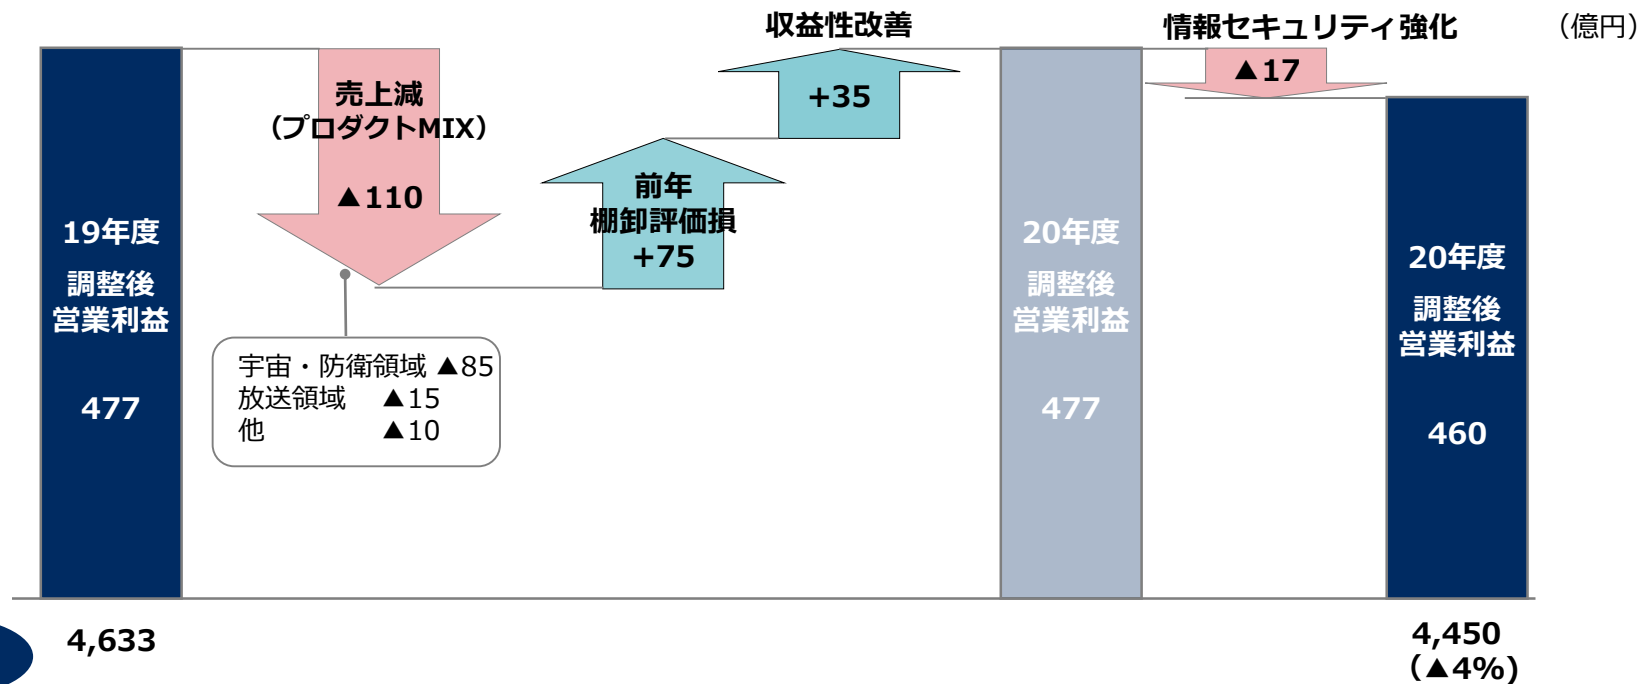 収益性改善
情報セキュリティ強化
（億円）
売上減
（プロダクトMIX）
▲110
+35
▲17
前年
棚卸評価損
+75
19年度
調整後
営業利益
477
宇宙・防衛領域 ▲85
放送領域 ▲15
他 ▲10
20年度
調整後
営業利益
477
20年度
調整後
営業利益
460
4,633
4,450
(▲4%)